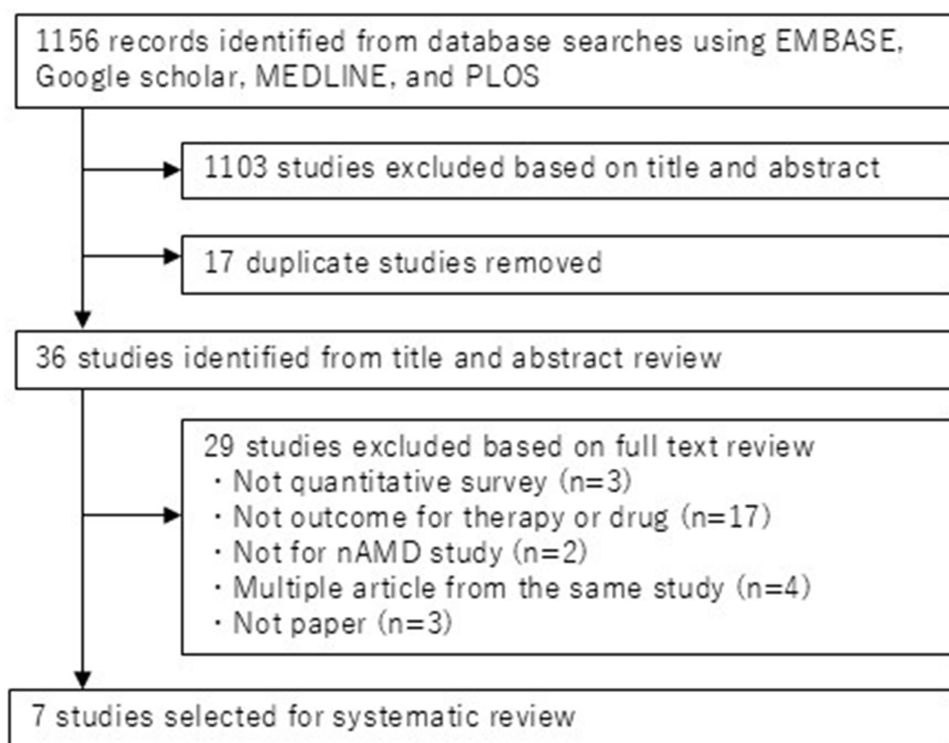 1156 records identified from database searches using EMBASE,
Google scholar, MEDLINE, and PLOS
1103 studies excluded based on title and abstract
17 duplicate studies removed
36 studies identified from title and abstract review
29 studies excluded based on full text review
・Not quantitative survey (n=3)
・Not outcome for therapy or drug (n=17)
・Not for nAMD study (n=2)
・Multiple article from the same study (n=4)
・Not paper (n=3)
7 studies selected for systematic review